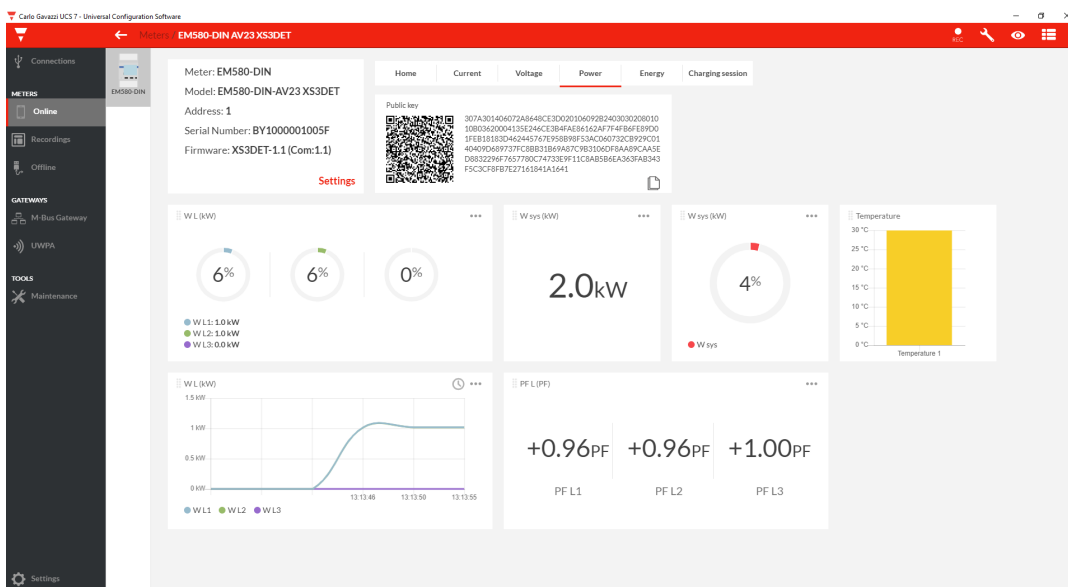 Carlo Gavazzi UCS 7 - Universal Configuration Software
Meters / EM580-DIN AV23 XS3DET
REC
Connections
METERS
Online
Recordings
Offline
GATEWAYS
M-Bus Gateway
UWPA
TOOLS
Maintenance
Settings
EM580-DIN
Meter: EM580-DIN
Model: EM580-DIN-AV23 XS3DET
Address: 1
Serial Number: BY1000001005F
Firmware: XS3DET-1.1 (Com:1.1)
Settings
Home Current Voltage Power Energy Charging session
Public key
307A301406072A8648CE3D020106092B2403030208010
10B03620004135E246CE3B4FAE86162AF7F4FB6FE89D0
1FEB18183D462445767E958B98F53AC060732CB929C01
40409D689737FC8BB31B69A87C9B3106DF8AA89CAA5E
D8832296F7657780C74733E9F11C8AB5B6EA363FAB343
F5C3CF8FB7E27161841A1641
W L (kW)
6% 6% 0%
W L1: 1.0 kW
W L2: 1.0 kW
W L3: 0.0 kW
W sys (kW)
2.0kW
W sys (kW)
4%
W sys
Temperature
30 °C
25 °C
20 °C
15 °C
10 °C
5 °C
0 °C
Temperature 1
W L (kW)
1.5 kW
1 kW
0.5 kW
0 kW
13:13:46 13:13:50 13:13:55
W L1 W L2 W L3
PF L (PF)
+0.96PF +0.96PF +1.00PF
PF L1 PF L2 PF L3